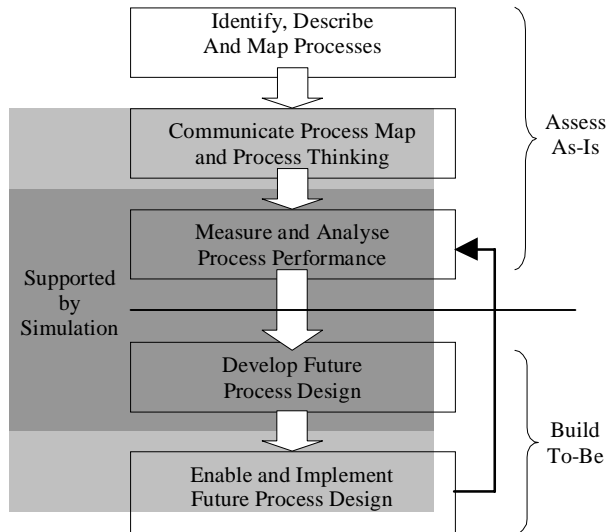 Identify, Describe
And Map Processes
Communicate Process Map
and Process Thinking
Assess
As-Is
Measure and Analyse
Process Performance
Supported
by
Simulation
Develop Future
Process Design
Build
To-Be
Enable and Implement
Future Process Design